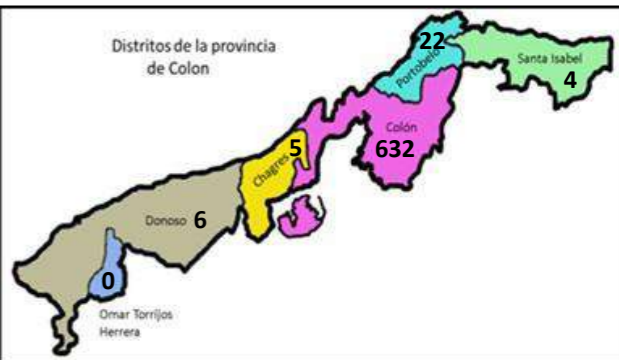 Distritos de la provincia
de Colon
22
Portobelo
Santa Isabel
4
Colón
632
5
Chagres
Donoso 6
0
Omar Torrijos
Herrera